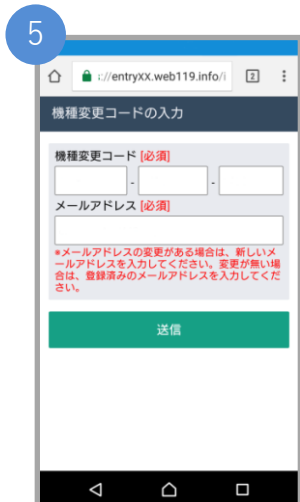 5
://entryXX.web119.info/i
2
機種変更コードの入力
機種変更コード [必須]
- -
メールアドレス [必須]
※メールアドレスの変更がある場合は、新しいメ
ールアドレスを入力してください。変更が無い場
合は、登録済みのメールアドレスを入力してくだ
さい。
送信